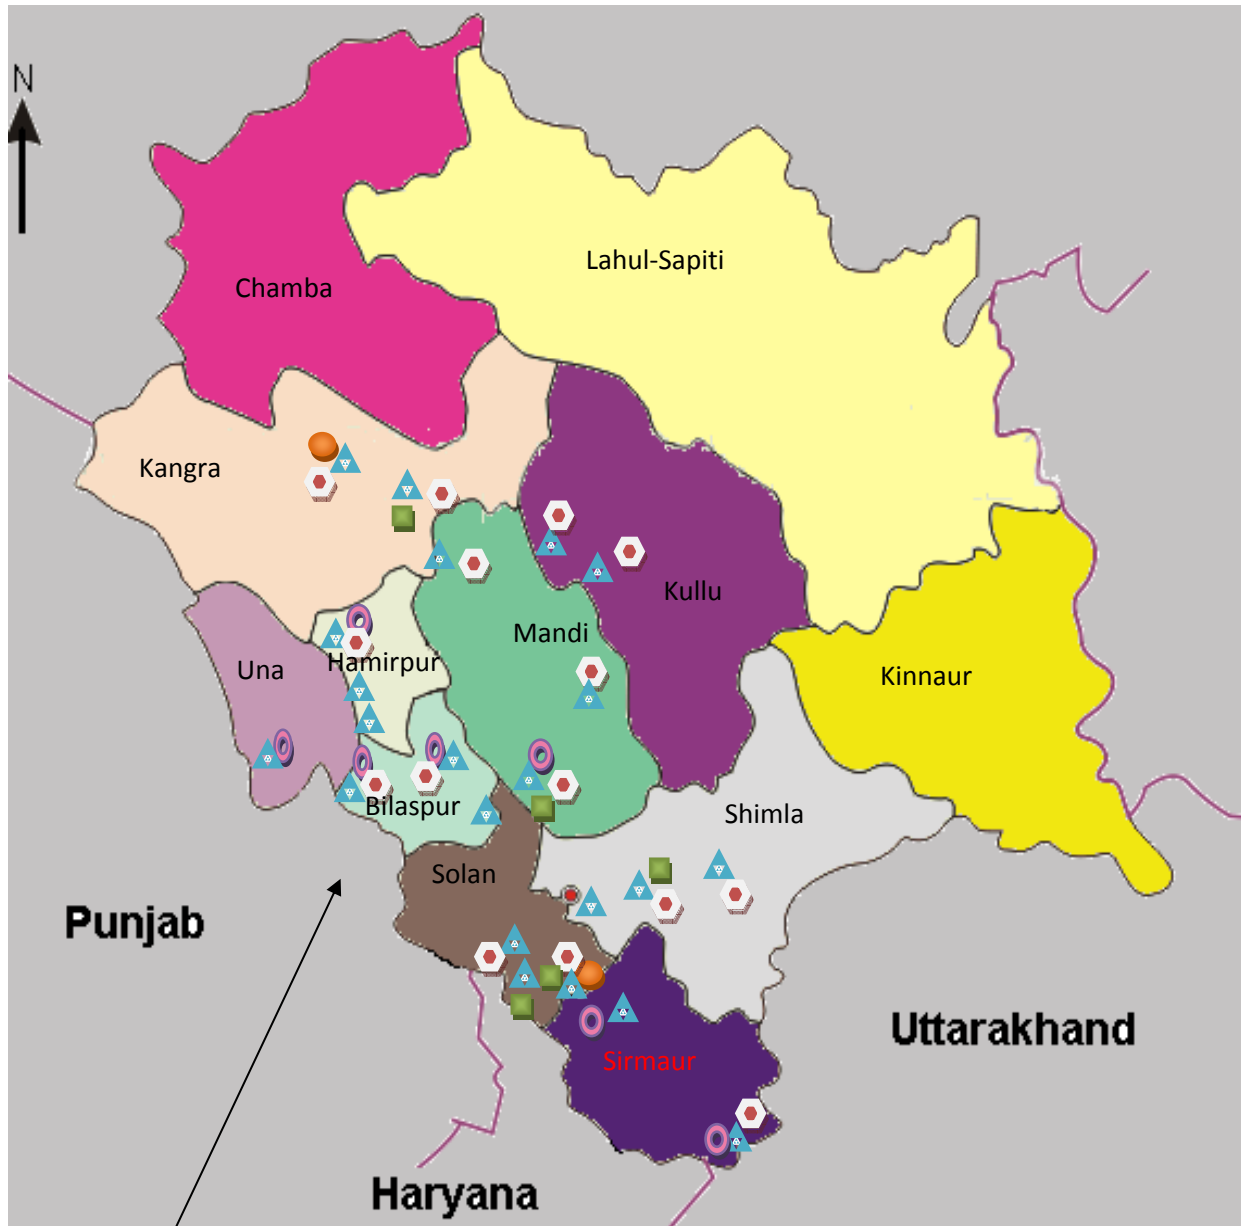 N
Lahul-Sapiti
Chamba
Kangra
Kullu
Mandi
Una
Hamirpur
Kinnaur
Bilaspur
Shimla
Solan
Punjab
Uttarakhand
Sirmaur
Haryana